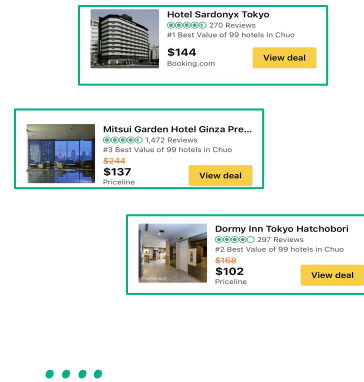 Hotel Sardonyx Tokyo
270 Reviews
#1 Best Value of 99 hotels in Chuo
$144
Booking.com
View deal
Mitsui Garden Hotel Ginza Pre...
1,472 Reviews
#3 Best Value of 99 hotels in Chuo
$244
$137
Priceline
View deal
Dormy Inn Tokyo Hatchobori
297 Reviews
#2 Best Value of 99 hotels in Chuo
$168
$102
Priceline
View deal